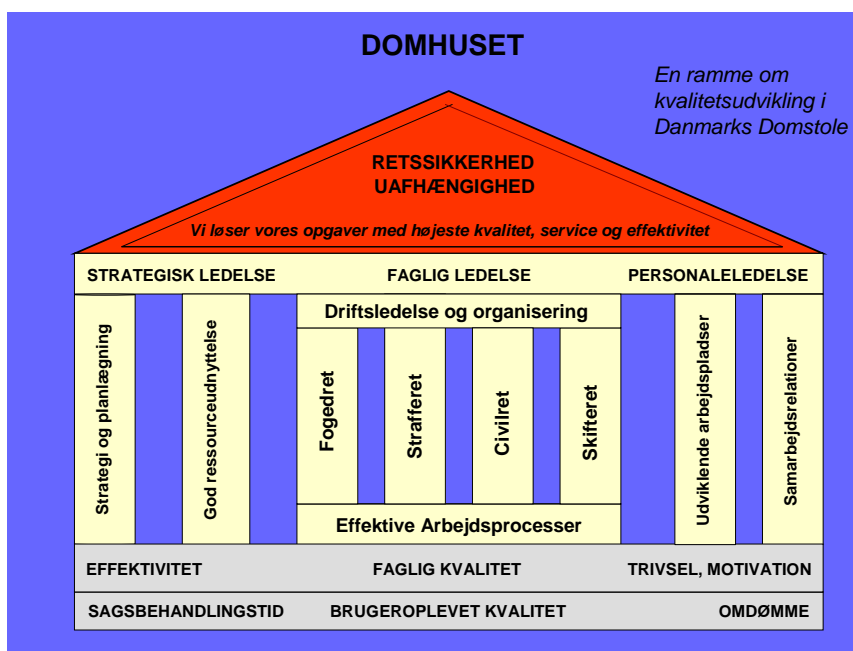 DOMHUSET
En ramme om
kvalitetsudvikling i
Danmarks Domstole
RETSSIKKERHED
UAFHÆNGIGHED
Vi løser vores opgaver med højeste kvalitet, service og effektivitet
STRATEGISK LEDELSE
FAGLIG LEDELSE
PERSONALELEDELSE
Strategi og planlægning
God ressourceudnyttelse
Driftsledelse og organisering
Fogedret
Strafferet
Civilret
Skifteret
Effektive Arbejdsprocesser
Udviklende arbejdspladser
Samarbejdsrelationer
EFFEKTIVITET
FAGLIG KVALITET
TRIVSEL, MOTIVATION
SAGSBEHANDLINGSTID
BRUGEROPLEVET KVALITET
OMDØMME